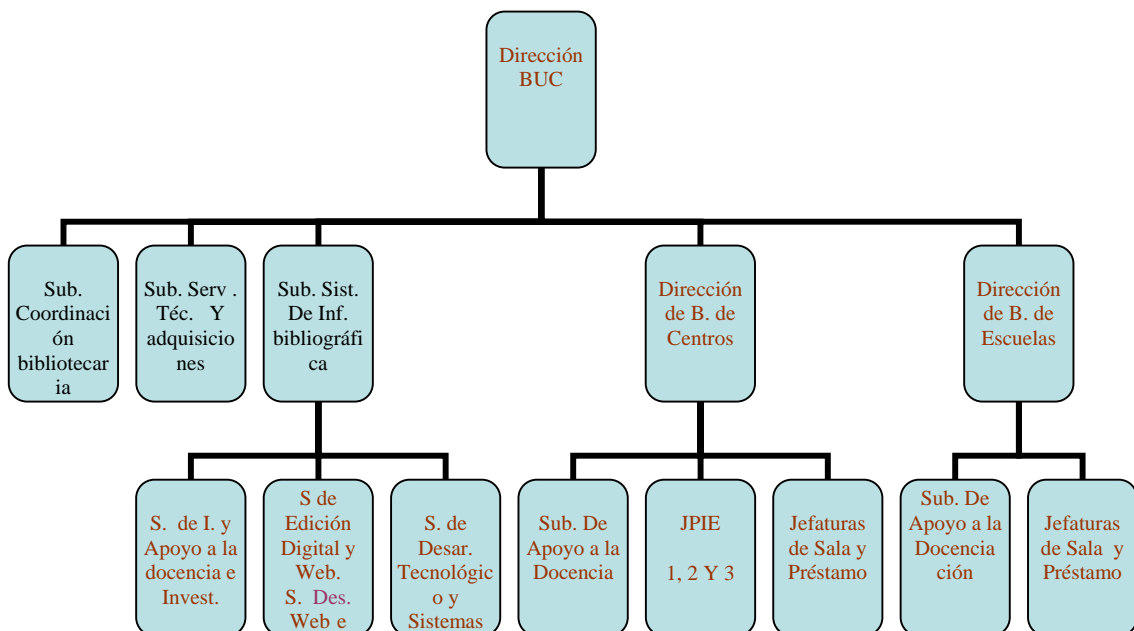 Dirección
BUC
Sub.
Coordinaci
ón
bibliotecar
ia
Sub. Serv .
Téc. Y
adquisicio
nes
Sub. Sist.
De Inf.
bibliográfi
ca
Dirección
de B. de
Centros
Dirección
de B. de
Escuelas
S. de I. y
Apoyo a la
docencia e
Invest.
S de
Edición
Digital y
Web.
S. Des.
Web e
S. de
Desar.
Tecnológic
o y
Sistemas
Sub. De
Apoyo a la
Docencia
JPIE
1, 2 Y 3
Jefaturas
de Sala y
Préstamo
Sub. De
Apoyo a la
Docencia
ción
Jefaturas
de Sala y
Préstamo